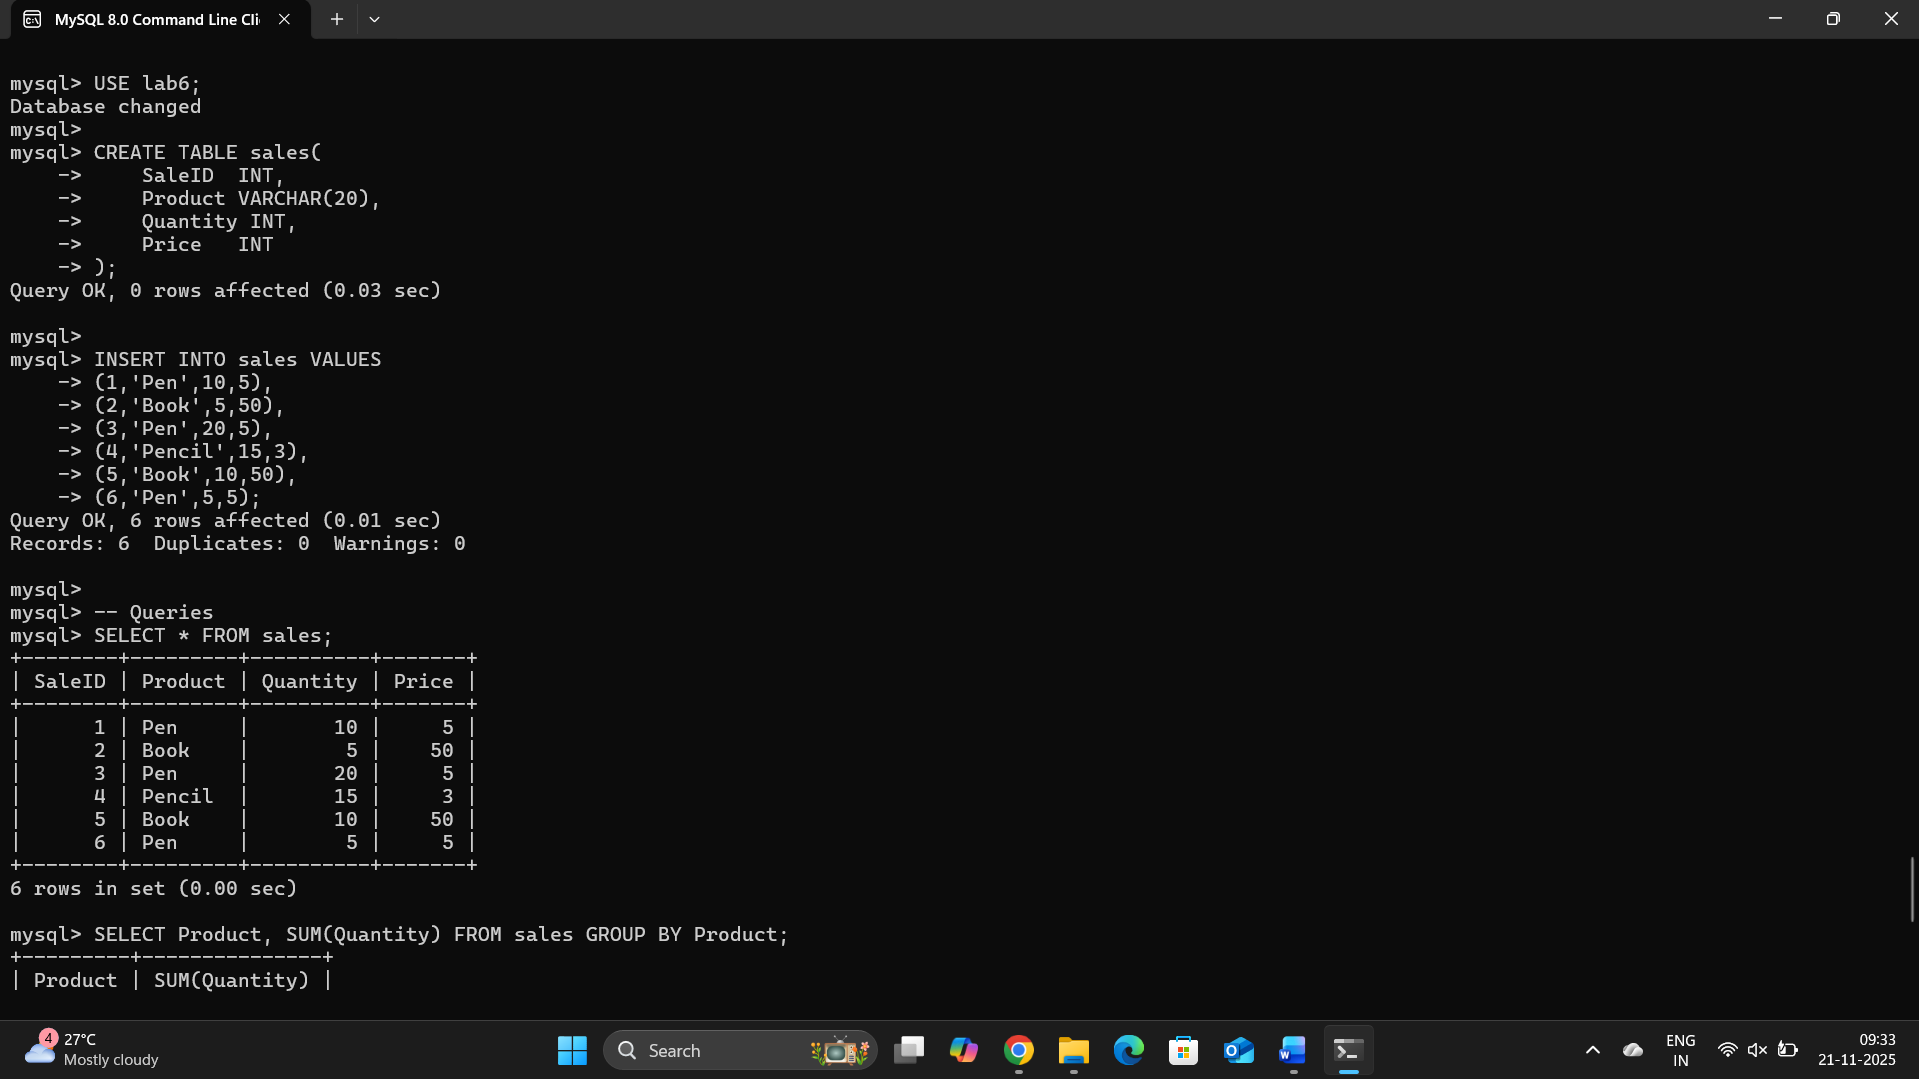 MySQL 8.0 Command Line Cli
mysql> USE lab6;
Database changed
mysql>
mysql> CREATE TABLE sales(
    ->     SaleID  INT,
    ->     Product VARCHAR(20),
    ->     Quantity INT,
    ->     Price   INT
    -> );
Query OK, 0 rows affected (0.03 sec)
mysql>
mysql> INSERT INTO sales VALUES
    -> (1,'Pen',10,5),
    -> (2,'Book',5,50),
    -> (3,'Pen',20,5),
    -> (4,'Pencil',15,3),
    -> (5,'Book',10,50),
    -> (6,'Pen',5,5);
Query OK, 6 rows affected (0.01 sec)
Records: 6  Duplicates: 0  Warnings: 0
mysql>
mysql> -- Queries
mysql> SELECT * FROM sales;
+--------+---------+----------+-------+
| SaleID | Product | Quantity | Price |
+--------+---------+----------+-------+
|      1 | Pen     |       10 |     5 |
|      2 | Book    |        5 |    50 |
|      3 | Pen     |       20 |     5 |
|      4 | Pencil  |       15 |     3 |
|      5 | Book    |       10 |    50 |
|      6 | Pen     |        5 |     5 |
+--------+---------+----------+-------+
6 rows in set (0.00 sec)
mysql> SELECT Product, SUM(Quantity) FROM sales GROUP BY Product;
+---------+---------------+
| Product | SUM(Quantity) |
4
27°C
Mostly cloudy
Search
ENG
IN
09:33
21-11-2025